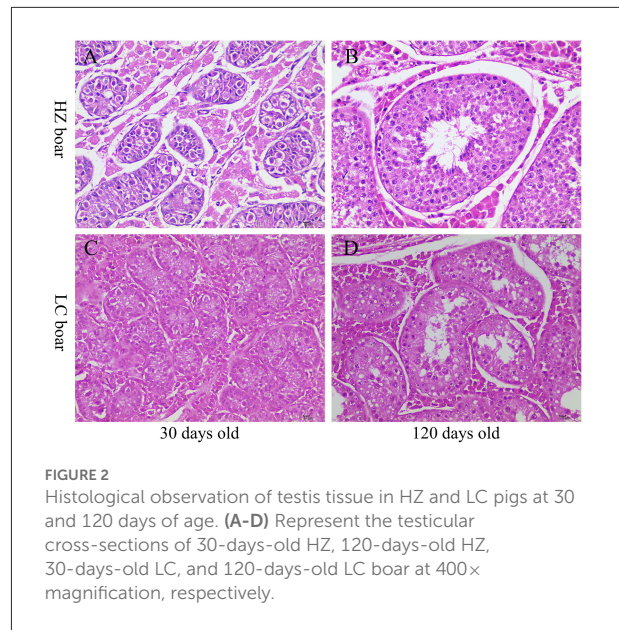 A
B
HZ boar
C
D
LC boar
30 days old
120 days old
FIGURE 2
Histological observation of testis tissue in HZ and LC pigs at 30
and 120 days of age. (A-D) Represent the testicular
cross-sections of 30-days-old HZ, 120-days-old HZ,
30-days-old LC, and 120-days-old LC boar at 400×
magnification, respectively.